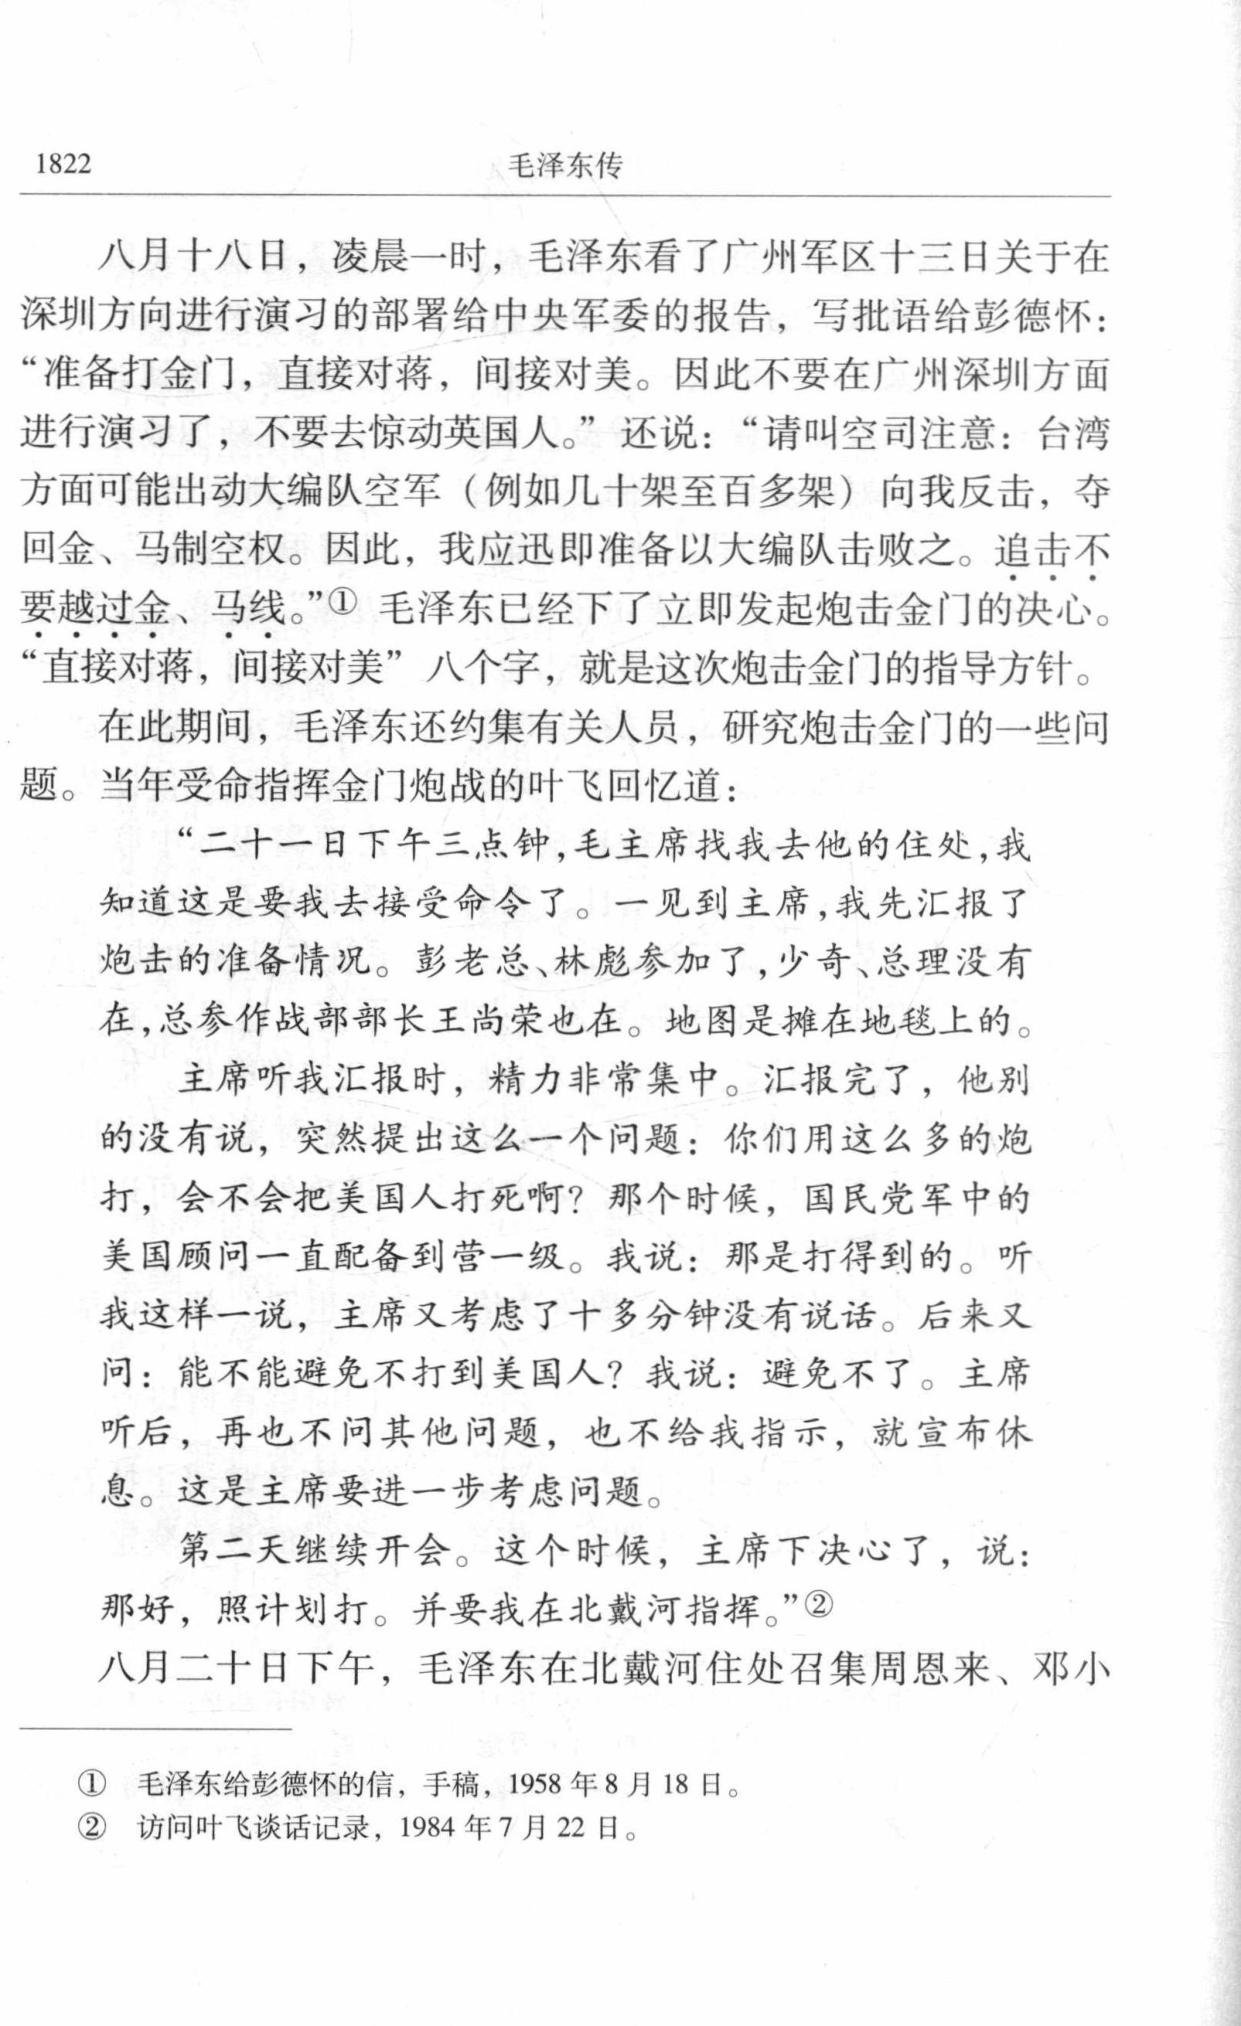 1822
毛泽东传
八月十八日，凌晨一时，毛泽东看了广州军区十三日关于在
深圳方向进行演习的部署给中央军委的报告，写批语给彭德怀：
“准备打金门，直接对蒋，间接对美。因此不要在广州深圳方面
进行演习了，不要去惊动英国人。”还说：“请叫空司注意：台湾
方面可能出动大编队空军（例如几十架至百多架）向我反击，夺
回金、马制空权。因此，我应迅即准备以大编队击败之。追击不
要越过金、马线。”① 毛泽东已经下了立即发起炮击金门的决心。
“直接对蒋，间接对美”八个字，就是这次炮击金门的指导方针。
在此期间，毛泽东还约集有关人员，研究炮击金门的一些问
题。当年受命指挥金门炮战的叶飞回忆道：
“二十一日下午三点钟，毛主席找我去他的住处，我
知道这是要我去接受命令了。一见到主席，我先汇报了
炮击的准备情况。彭老总、林彪参加了，少奇、总理没有
在，总参作战部部长王尚荣也在。地图是摊在地毯上的。
主席听我汇报时，精力非常集中。汇报完了，他别
的没有说，突然提出这么一个问题：你们用这么多的炮
打，会不会把美国人打死啊？那个时候，国民党军中的
美国顾问一直配备到营一级。我说：那是打得到的。听
我这样一说，主席又考虑了十多分钟没有说话。后来又
问：能不能避免不打到美国人？我说：避免不了。主席
听后，再也不问其他问题，也不给我指示，就宣布休
息。这是主席要进一步考虑问题。
第二天继续开会。这个时候，主席下决心了，说：
那好，照计划打。并要我在北戴河指挥。”②
八月二十日下午，毛泽东在北戴河住处召集周恩来、邓小
① 毛泽东给彭德怀的信，手稿，1958 年 8 月 18 日。
② 访问叶飞谈话记录，1984 年 7 月 22 日。